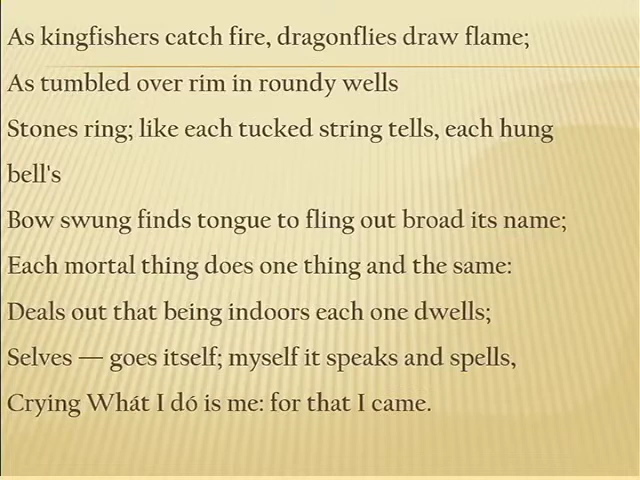 As kingfishers catch fire, dragonflies draw flame;
As tumbled over rim in roundy wells
Stones ring; like each tucked string tells, each hung
bell's
Bow swung finds tongue to fling out broad its name;
Each mortal thing does one thing and the same:
Deals out that being indoors each one dwells;
Selves — goes itself; myself it speaks and spells,
Crying Whát I dó is me: for that I came.